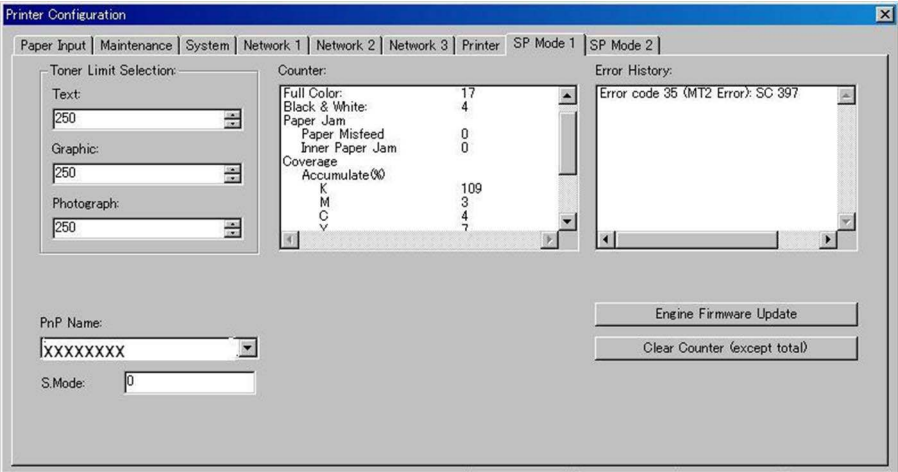 Printer Configuration
Paper Input Maintenance System Network 1 Network 2 Network 3 Printer SP Mode 1 SP Mode 2
Toner Limit Selection:
Text:
250
Graphic:
250
Photograph:
250
Counter:
Full Color: 17
Black & White: 4
Paper Jam
Paper Misfeed 0
Inner Paper Jam 0
Coverage
Accumulate(%)
K 109
M 3
C 4
Y 7
Error History:
Error code 35 (MT2 Error): SC 397
PnP Name:
XXXXXXXX
S.Mode: 0
Engine Firmware Update
Clear Counter (except total)